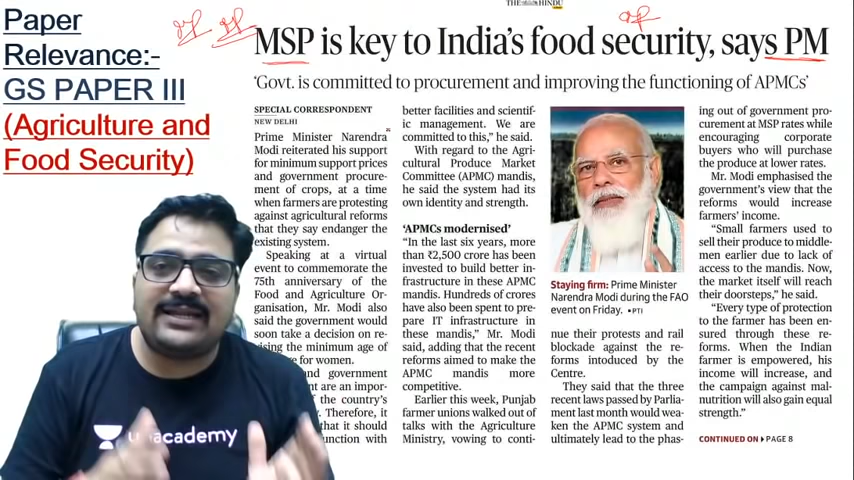 Paper
Relevance:-
GS PAPER III
(Agriculture and
Food Security)
THE HINDU
MSP is key to India's food security, says PM
'Govt. is committed to procurement and improving the functioning of APMCs'
SPECIAL CORRESPONDENT
NEW DELHI
Prime Minister Narendra
Modi reiterated his support
for minimum support prices
and government procure-
ment of crops, at a time
when farmers are protesting
against agricultural reforms
that they say endanger the
existing system.
Speaking at a virtual
event to commemorate the
75th anniversary of the
Food and Agriculture Or-
ganisation, Mr. Modi also
said the government would
soon take a decision on re-
ising the minimum age of
ge for women.
and government
nt are an impor-
f the country's
. Therefore, it
that it should
unction with
better facilities and scientif-
ic management. We are
committed to this," he said.
With regard to the Agri-
cultural Produce Market
Committee (APMC) mandis,
he said the system had its
own identity and strength.
'APMCs modernised'
"In the last six years, more
than ₹2,500 crore has been
invested to build better in-
frastructure in these APMC
mandis. Hundreds of crores
have also been spent to pre-
pare IT infrastructure in
these mandis," Mr. Modi
said, adding that the recent
reforms aimed to make the
APMC mandis more
competitive.
Earlier this week, Punjab
farmer unions walked out of
talks with the Agriculture
Ministry, vowing to conti-
Staying firm: Prime Minister
Narendra Modi during the FAO
event on Friday. •PTI
nue their protests and rail
blockade against the re-
forms intoduced by the
Centre.
They said that the three
recent laws passed by Parlia-
ment last month would wea-
ken the APMC system and
ultimately lead to the phas-
ing out of government pro-
curement at MSP rates while
encouraging corporate
buyers who will purchase
the produce at lower rates.
Mr. Modi emphasised the
government's view that the
reforms would increase
farmers' income.
"Small farmers used to
sell their produce to middle-
men earlier due to lack of
access to the mandis. Now,
the market itself will reach
their doorsteps," he said.
"Every type of protection
to the farmer has been en-
sured through these re-
forms. When the Indian
farmer is empowered, his
income will increase, and
the campaign against mal-
nutrition will also gain equal
strength."
CONTINUED ON ▶ PAGE 8
unacademy